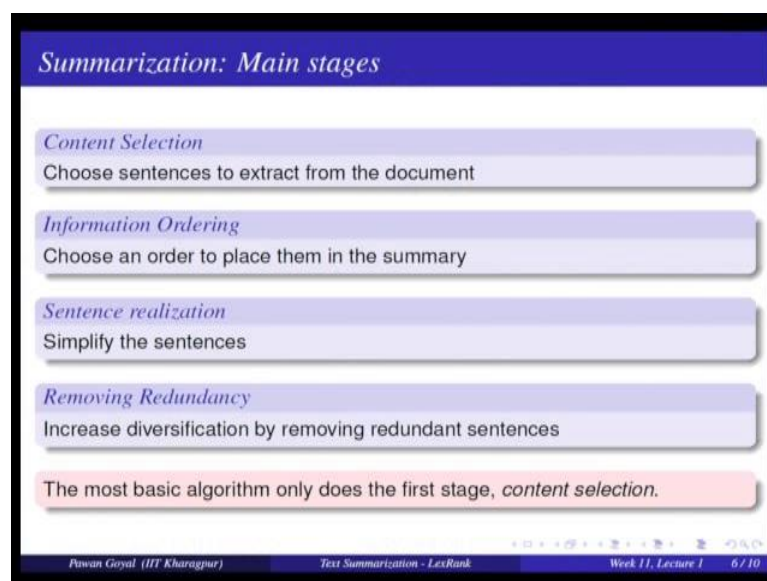 Summarization: Main stages
Content Selection
Choose sentences to extract from the document
Information Ordering
Choose an order to place them in the summary
Sentence realization
Simplify the sentences
Removing Redundancy
Increase diversification by removing redundant sentences
The most basic algorithm only does the first stage, content selection.
Pawan Goyal (IIT Kharagpur) Text Summarization - LexRank Week 11, Lecture 1 6 / 10